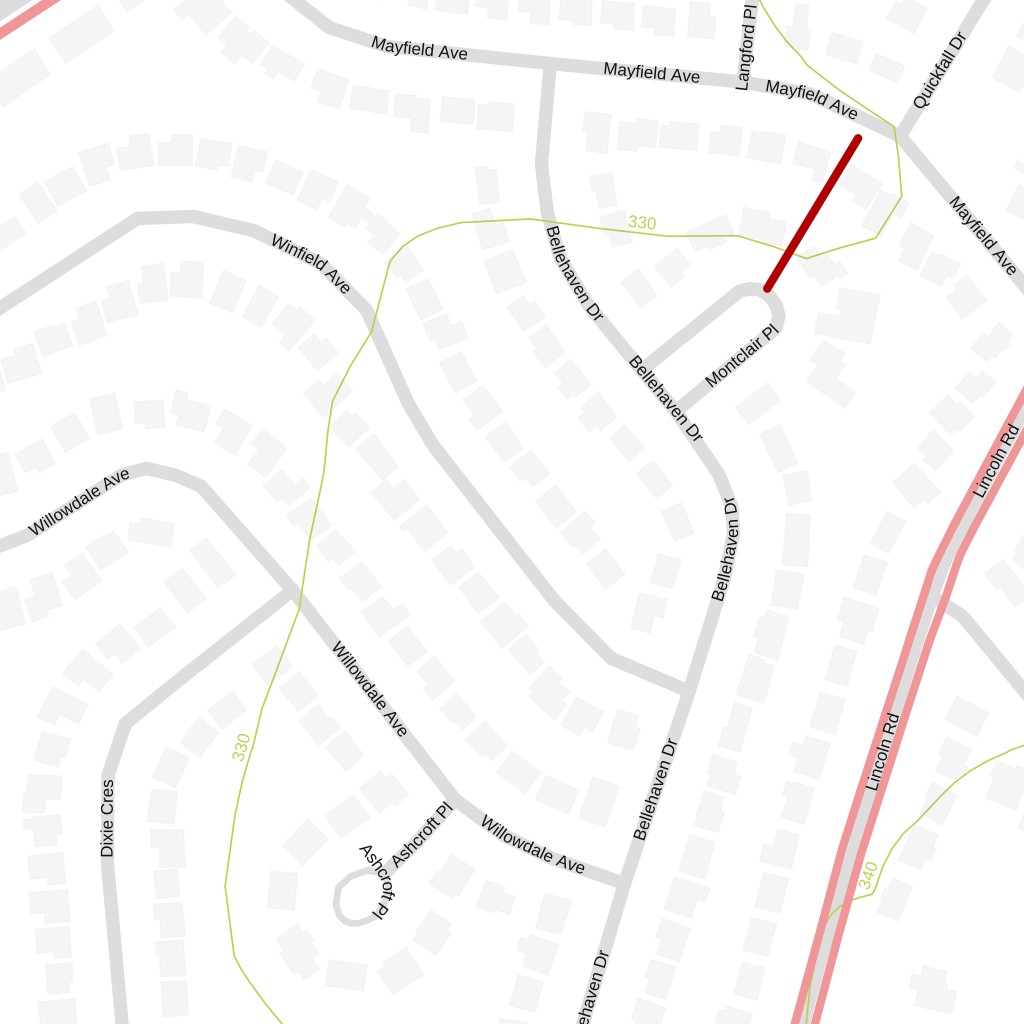 Langford Pl
Mayfield Ave
Mayfield Ave
Mayfield Ave
Quickfall Dr
Mayfield Ave
330
Winfield Ave
Bellehaven Dr
Montclair Pl
Bellehaven Dr
Lincoln Rd
Willowdale Ave
Bellehaven Dr
Willowdale Ave
330
Lincoln Rd
Bellehaven Dr
Dixie Cres
Ashcroft Pl
Willowdale Ave
Ashcroft Pl
340
ehaven Dr